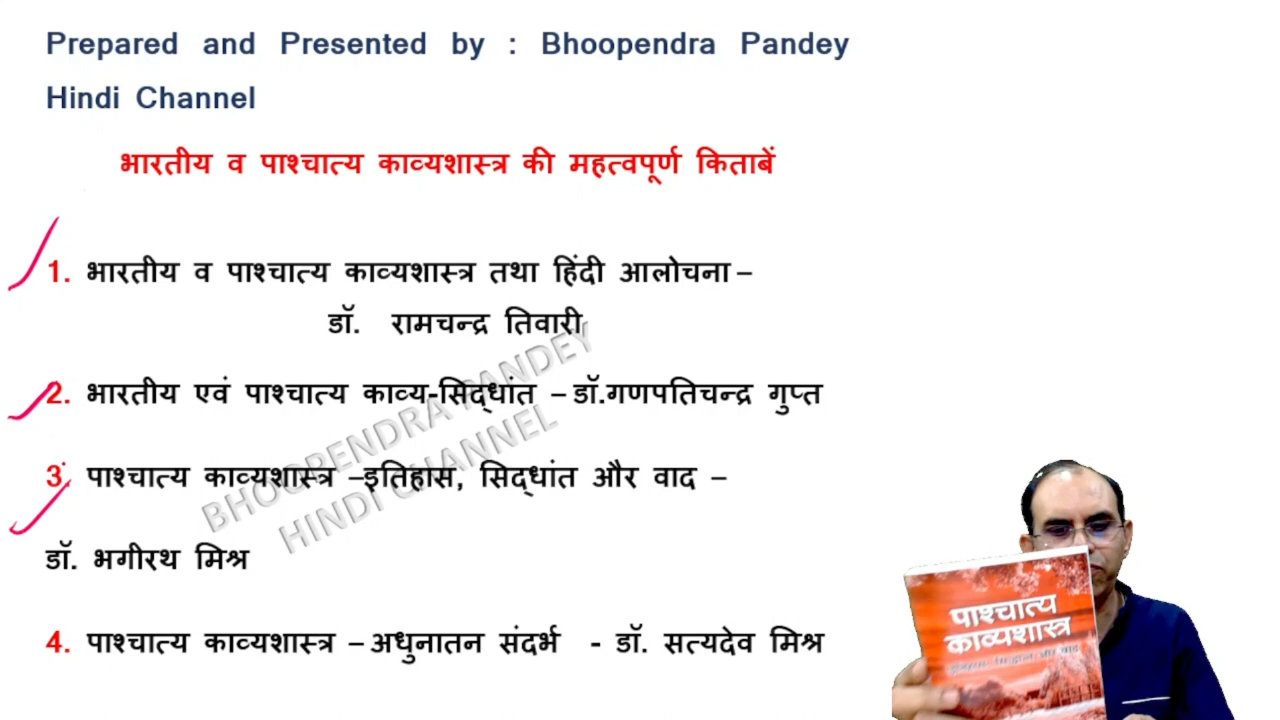 Prepared and Presented by : Bhoopendra Pandey
Hindi Channel
भारतीय व पाश्चात्य काव्यशास्त्र की महत्वपूर्ण किताबें
1. भारतीय व पाश्चात्य काव्यशास्त्र तथा हिंदी आलोचना –
डॉ. रामचन्द्र तिवारी
2. भारतीय एवं पाश्चात्य काव्य-सिद्धांत – डॉ.गणपतिचन्द्र गुप्त
3. पाश्चात्य काव्यशास्त्र –इतिहास, सिद्धांत और वाद –
डॉ. भगीरथ मिश्र
4. पाश्चात्य काव्यशास्त्र – अधुनातन संदर्भ - डॉ. सत्यदेव मिश्र
BHOOPENDRA PANDEY
HINDI CHANNEL
पाश्चात्य
काव्यशास्त्र
इतिहास, सिद्धान्त और वाद